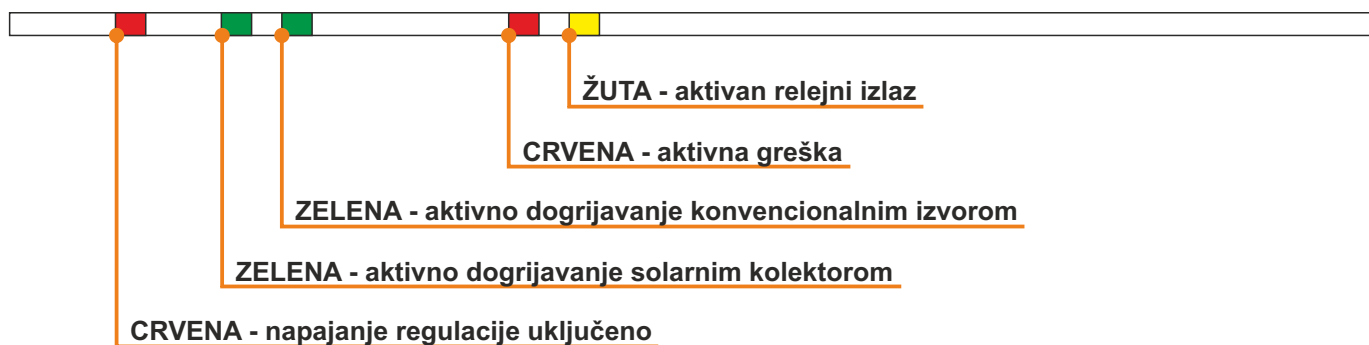 ŽUTA - aktivan relejni izlaz
CRVENA - aktivna greška
ZELENA - aktivno dogrijavanje konvencionalnim izvorom
ZELENA - aktivno dogrijavanje solarnim kolektorom
CRVENA - napajanje regulacije uključeno